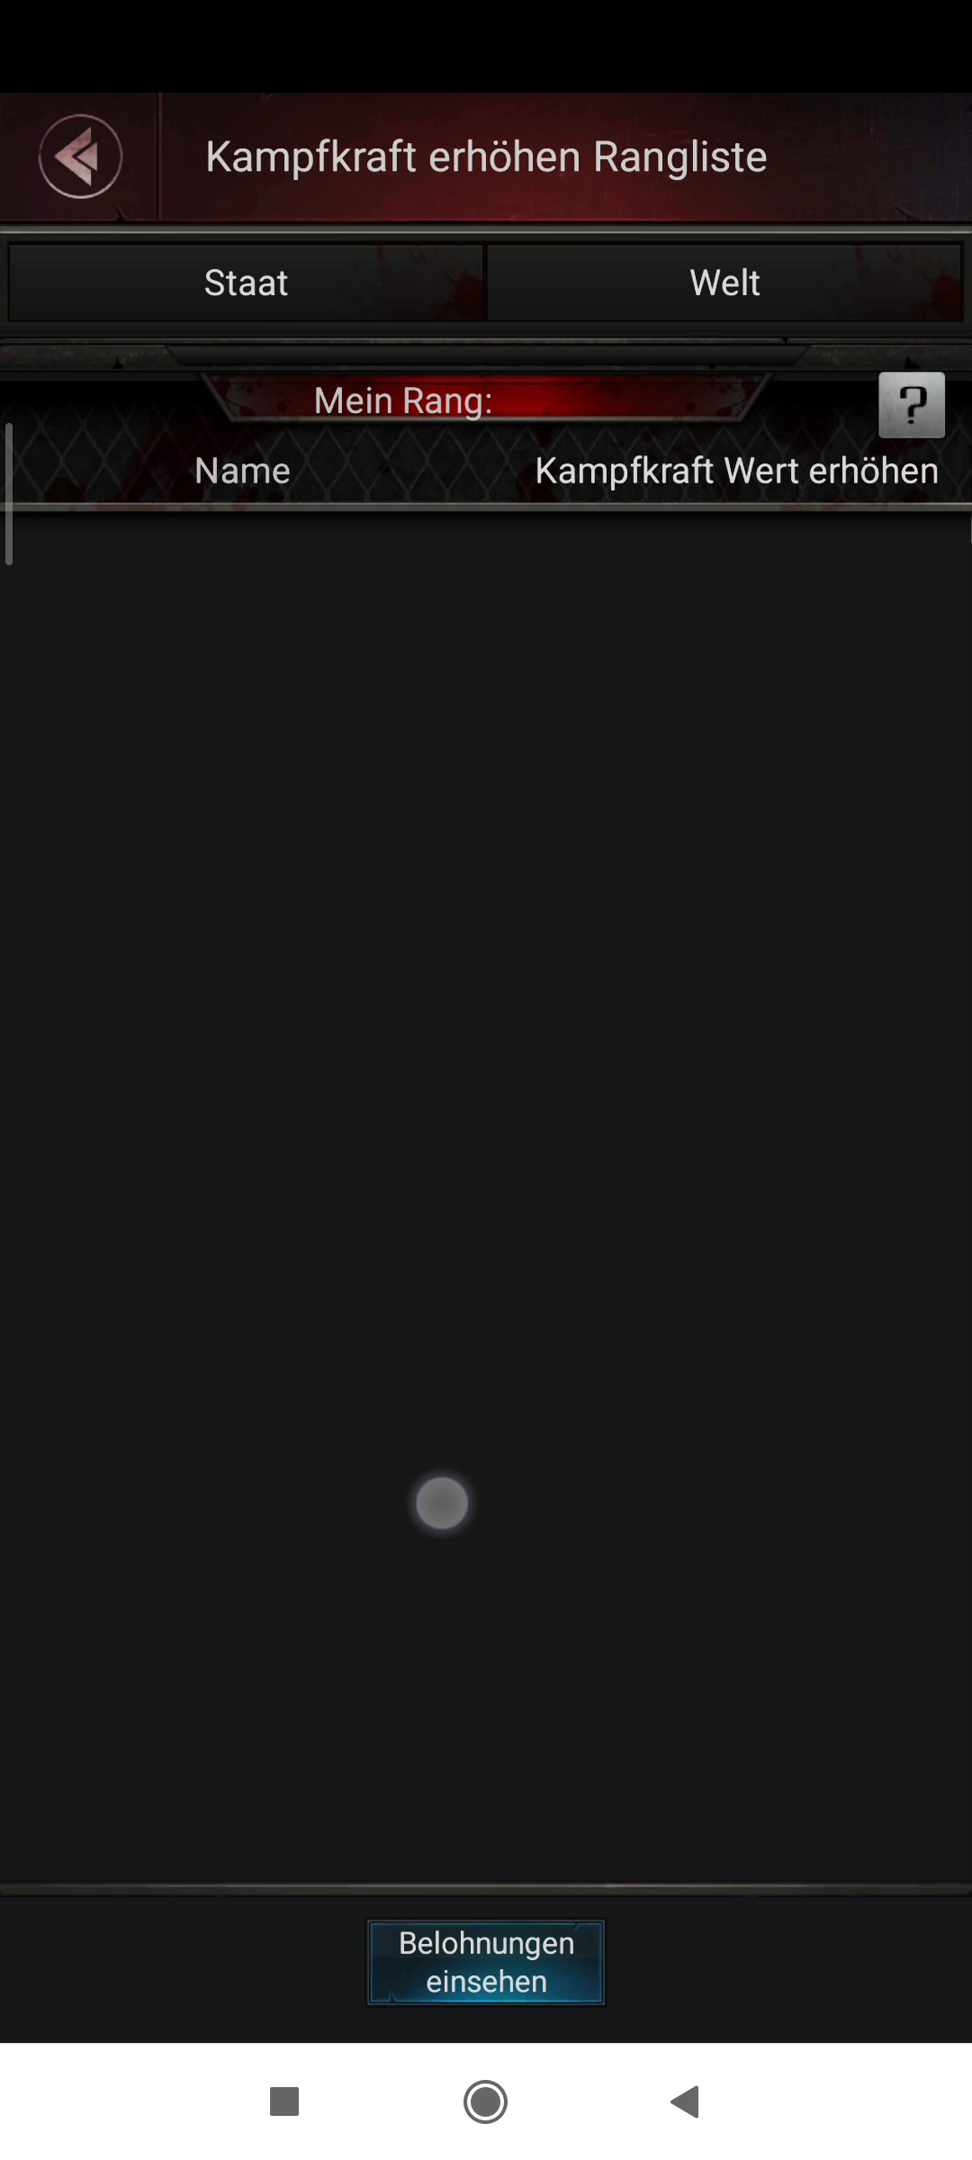 Kampfkraft erhöhen Rangliste
Staat
Welt
Mein Rang:
?
Name
Kampfkraft Wert erhöhen
Belohnungen
einsehen